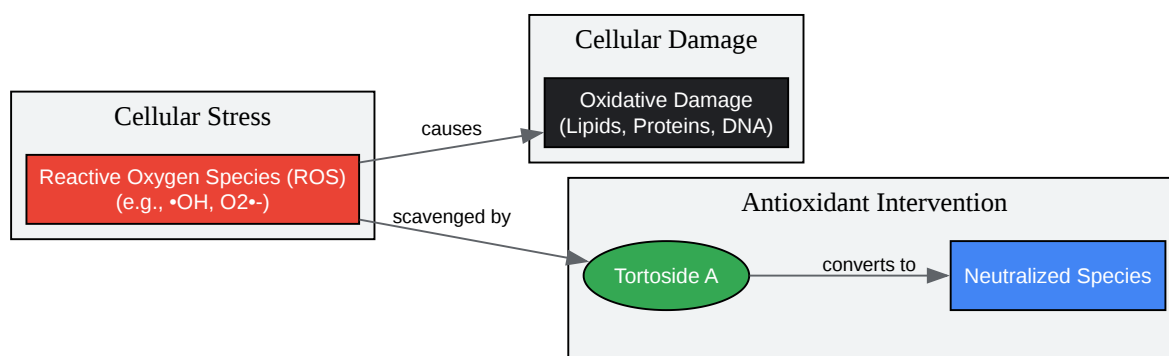 Cellular Stress
Reactive Oxygen Species (ROS)
(e.g., •OH, O2•-)
causes
scavenged by
Cellular Damage
Oxidative Damage
(Lipids, Proteins, DNA)
Antioxidant Intervention
Tortoside A
converts to
Neutralized Species